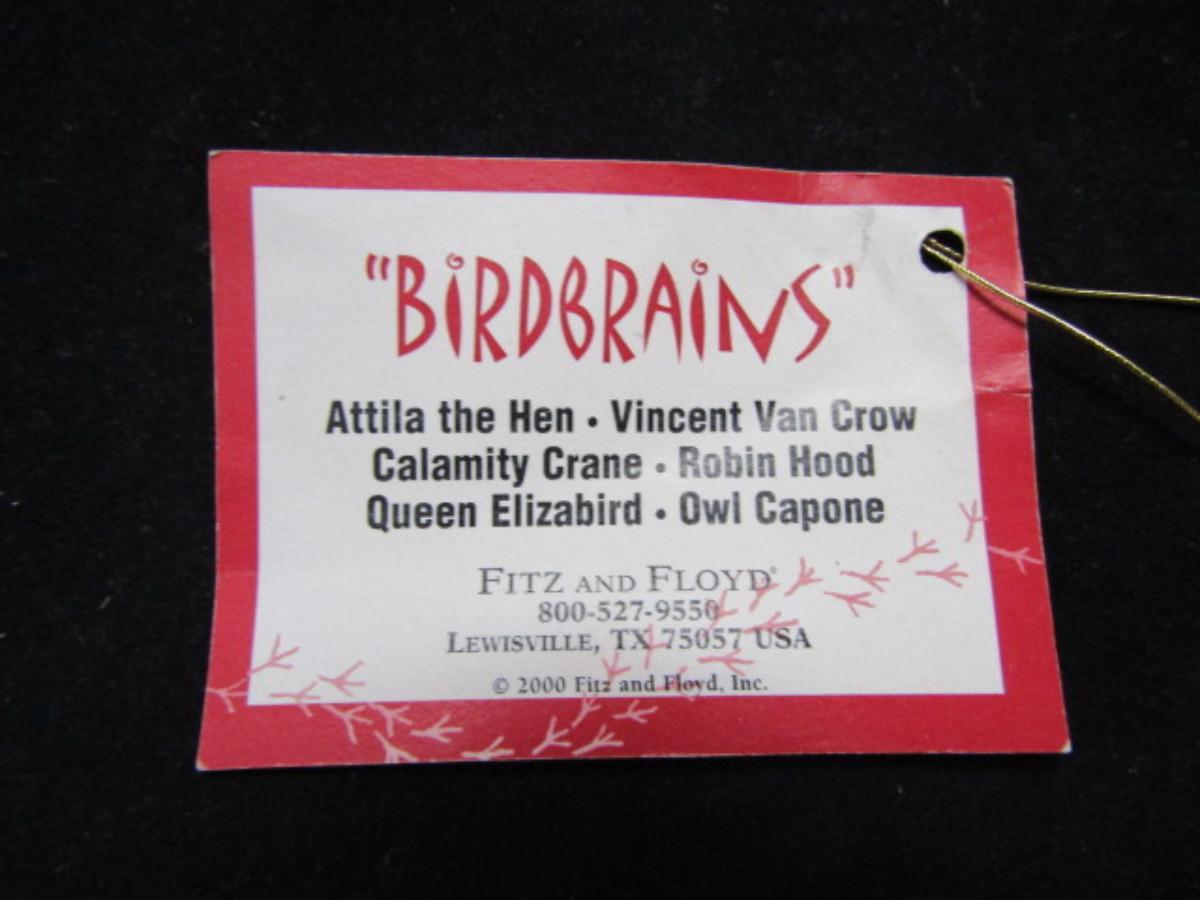 "BiRDBRAiNS"
Attila the Hen • Vincent Van Crow
Calamity Crane • Robin Hood
Queen Elizabird • Owl Capone
FITZ AND FLOYD®
800-527-9550
LEWISVILLE, TX 75057 USA
© 2000 Fitz and Floyd, Inc.